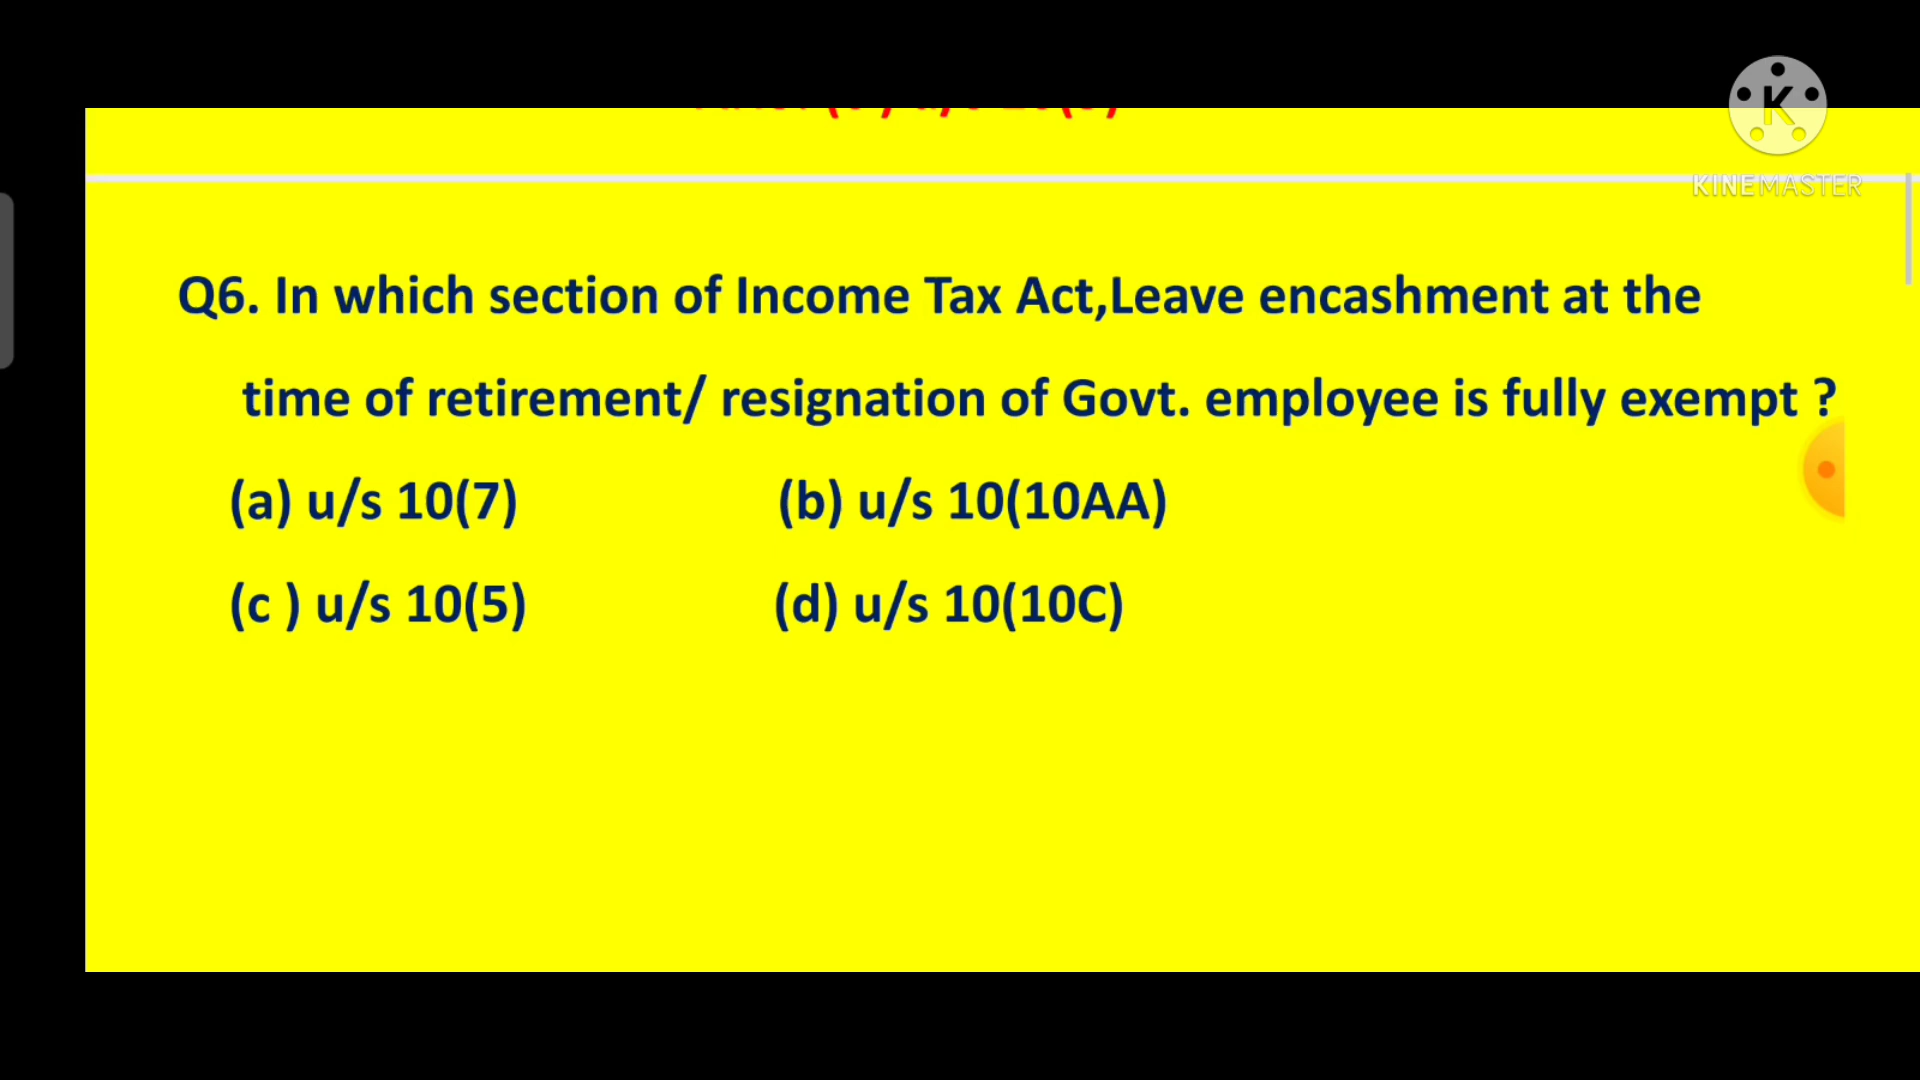 K
KINEMASTER
Q6. In which section of Income Tax Act,Leave encashment at the
time of retirement/ resignation of Govt. employee is fully exempt ?
(a) u/s 10(7) (b) u/s 10(10AA)
(c ) u/s 10(5) (d) u/s 10(10C)